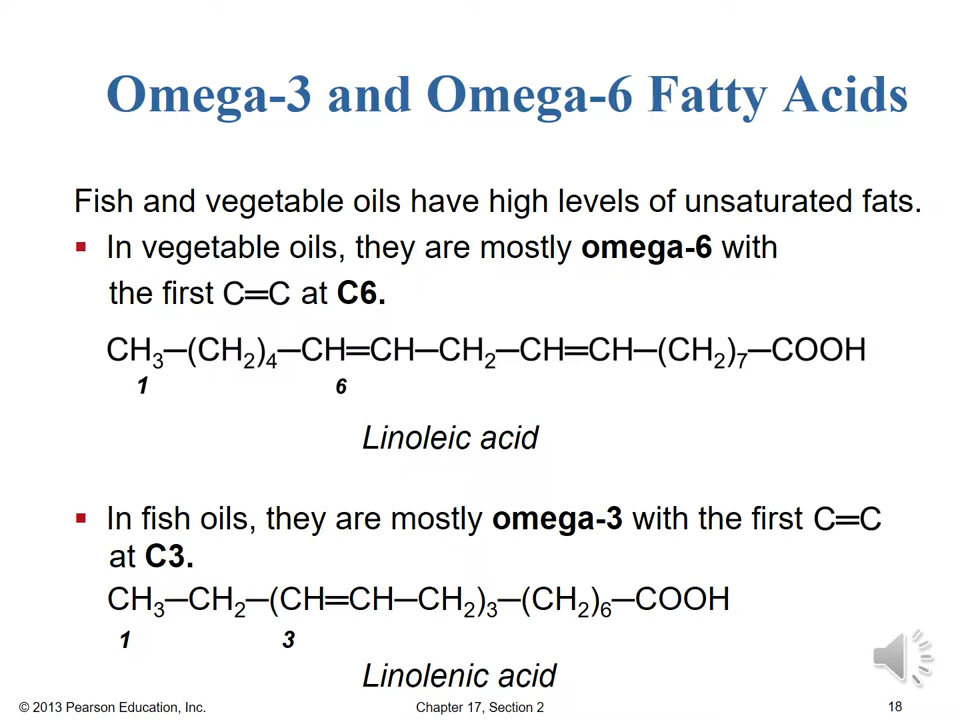 Omega-3 and Omega-6 Fatty Acids
Fish and vegetable oils have high levels of unsaturated fats.
▪ In vegetable oils, they are mostly omega-6 with
the first C═C at C6.
CH₃─(CH₂)₄─CH═CH─CH₂─CH═CH─(CH₂)₇─COOH
1 6
Linoleic acid
▪ In fish oils, they are mostly omega-3 with the first C═C
at C3.
CH₃─CH₂─(CH═CH─CH₂)₃─(CH₂)₆─COOH
1 3
Linolenic acid
© 2013 Pearson Education, Inc. Chapter 17, Section 2 18